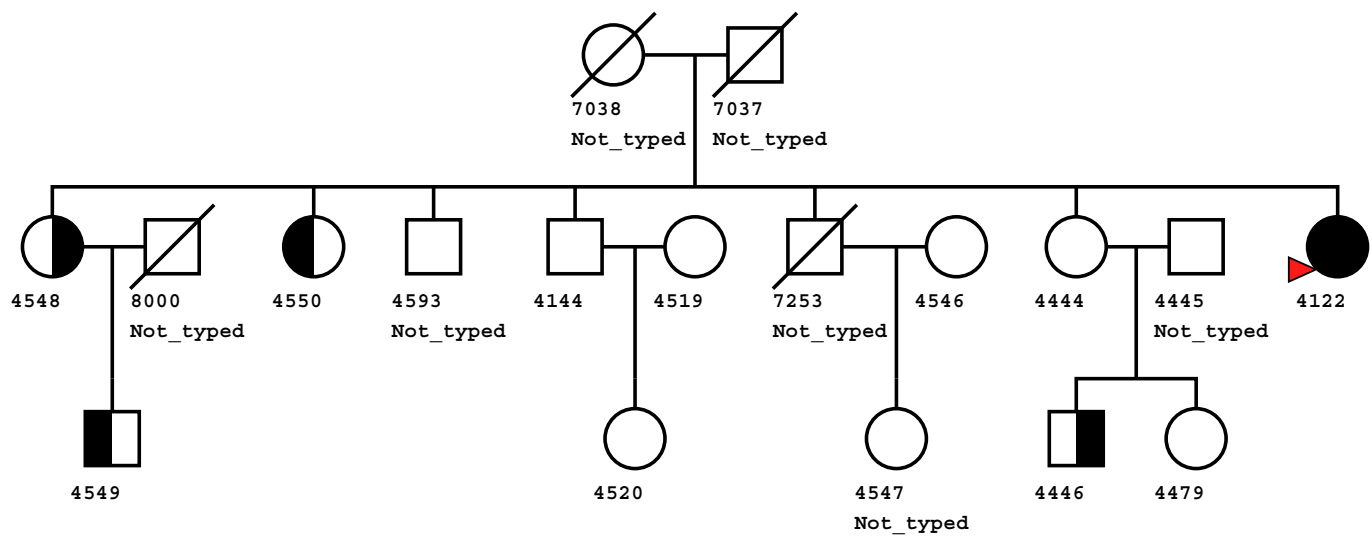 7038 7037
Not_typed Not_typed
4548 8000 4550 4593 4144 4519 7253 4546 4444 4445 4122
Not_typed Not_typed Not_typed Not_typed
4549 4520 4547 4446 4479
Not_typed